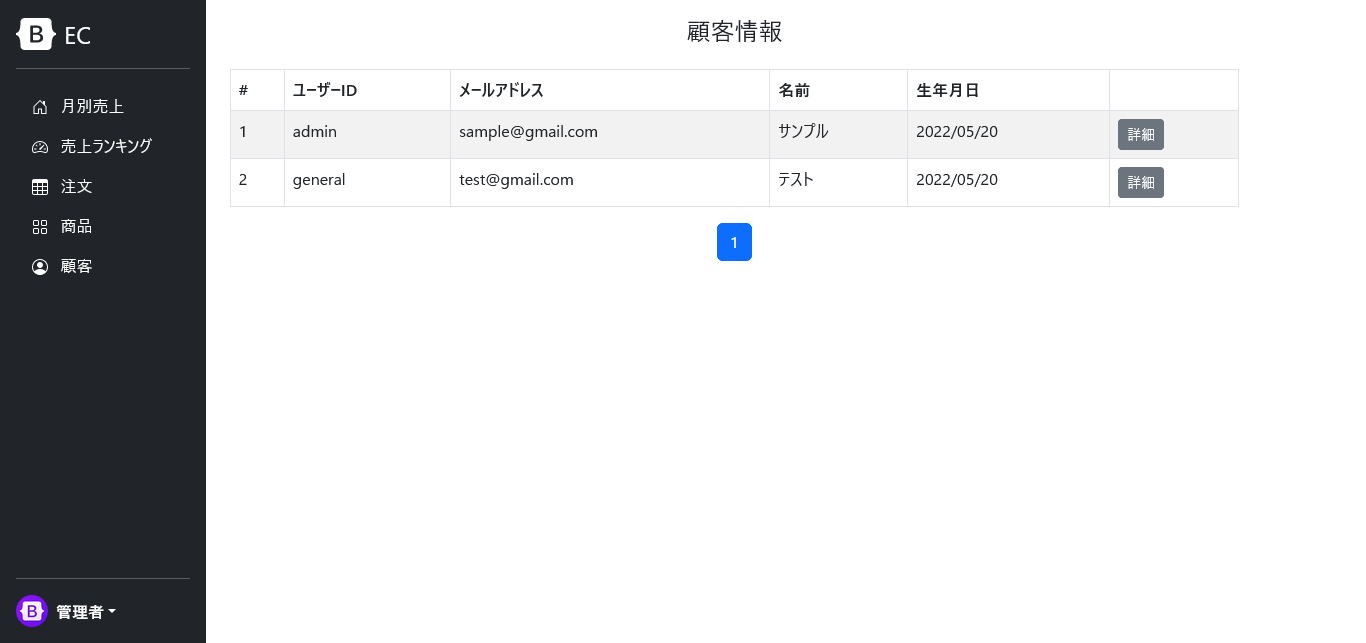 B EC
月別売上
売上ランキング
注文
商品
顧客
B 管理者
顧客情報
# ユーザーID メールアドレス 名前 生年月日
1 admin sample@gmail.com サンプル 2022/05/20 詳細
2 general test@gmail.com テスト 2022/05/20 詳細
1